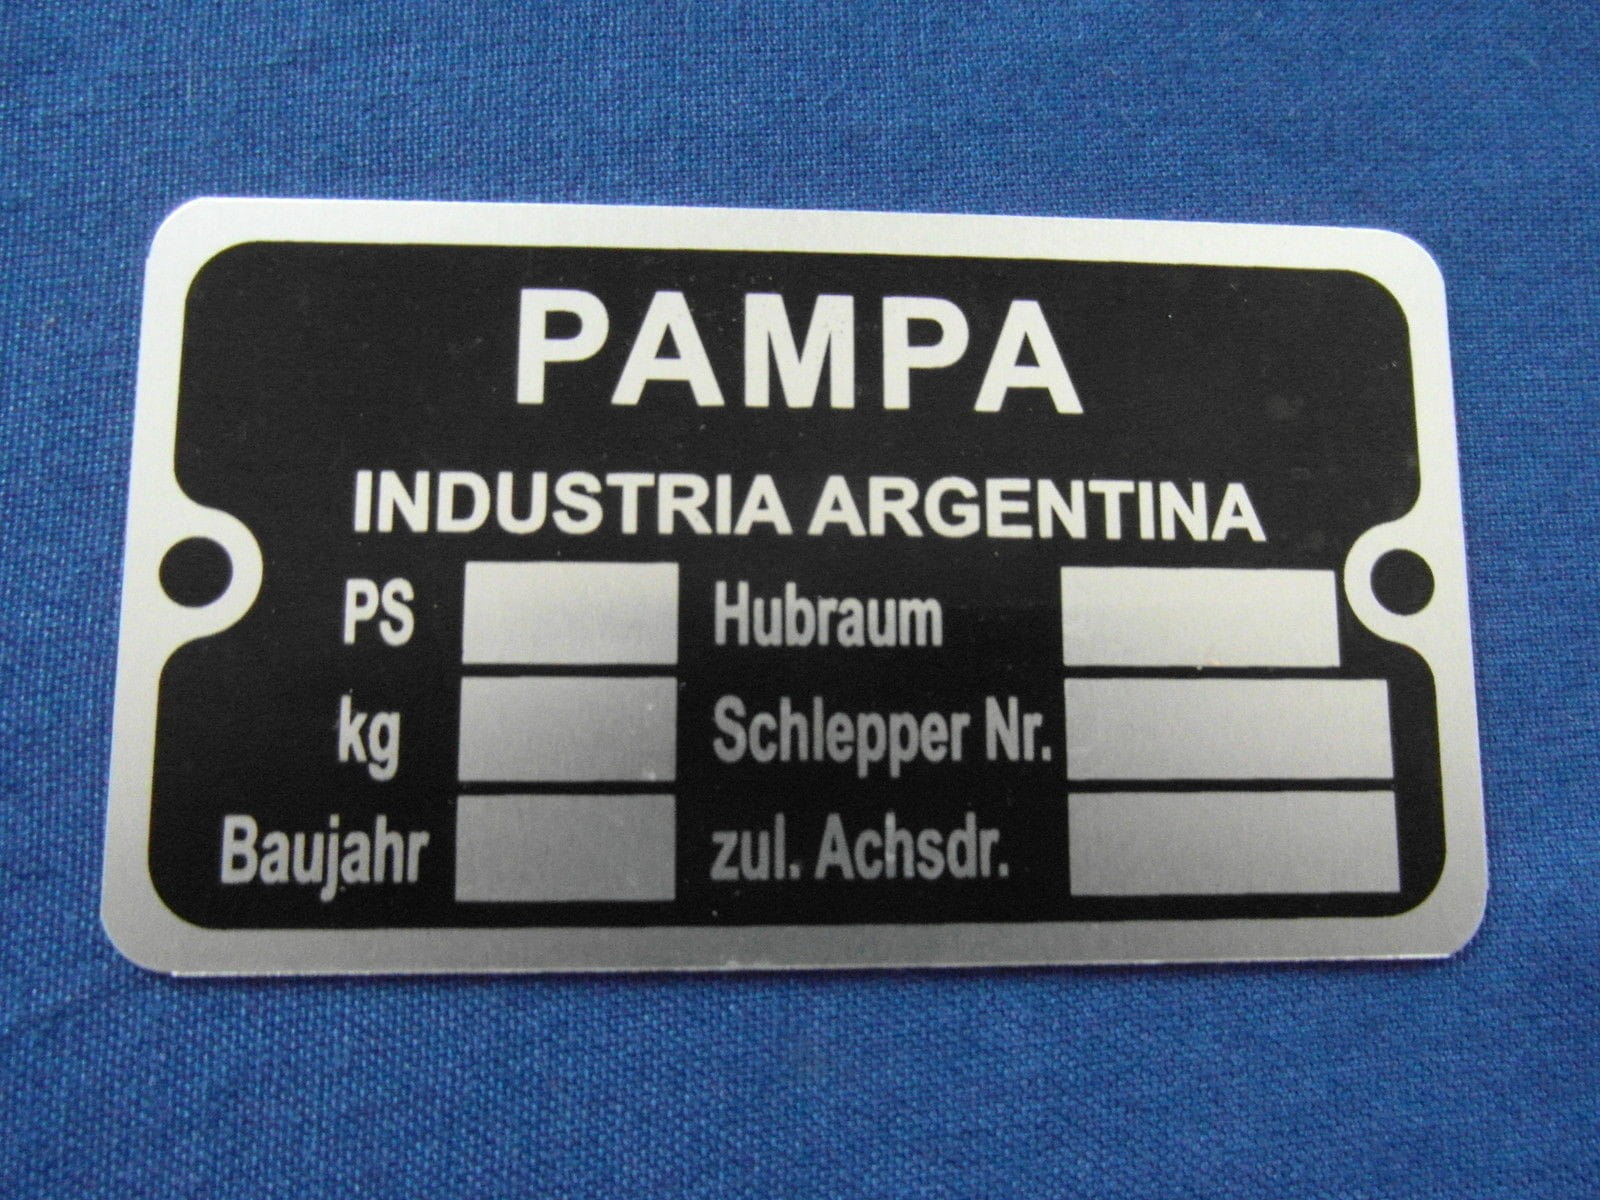 PAMPA
INDUSTRIA ARGENTINA
PS Hubraum
kg Schlepper Nr.
Baujahr zul. Achsdr.